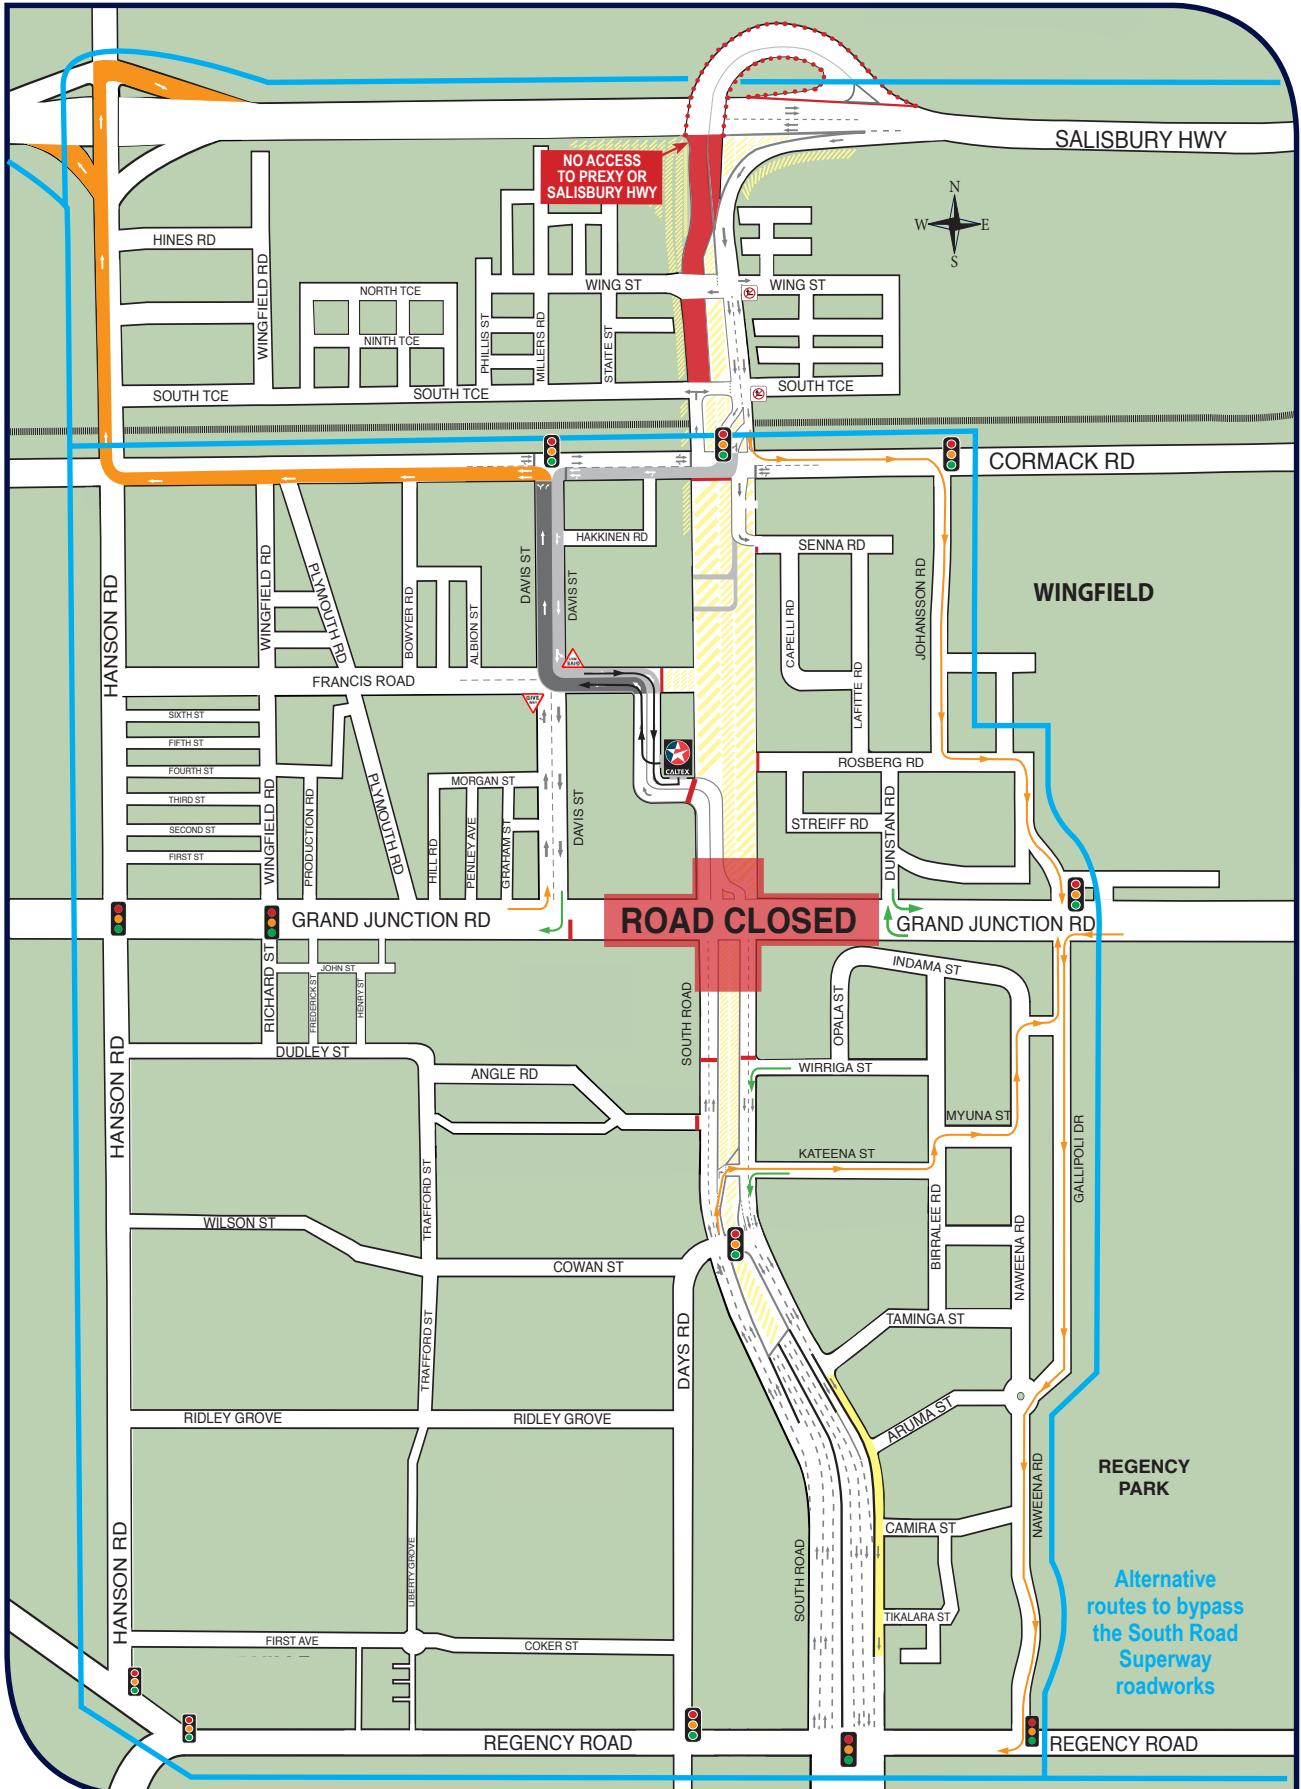 SALISBURY HWY
NO ACCESS
TO PREXY OR
SALISBURY HWY
N
W
E
S
HINES RD
WINGFIELD RD
NORTH TCE
NINTH TCE
PHILLIS ST
MILLERS RD
STAITE ST
WING ST
WING ST
SOUTH TCE
SOUTH TCE
SOUTH TCE
CORMACK RD
HAKKINEN RD
SENNA RD
WINGFIELD
HANSON RD
WINGFIELD RD
PLYMOUTH RD
BOWYER RD
ALBION ST
DAVIS ST
DAVIS ST
CAPELLI RD
LAFITTE RD
JOHANSSON RD
FRANCIS ROAD
GIVE
WAY
SIXTH ST
FIFTH ST
FOURTH ST
THIRD ST
SECOND ST
FIRST ST
WINGFIELD RD
PRODUCTION RD
PLYMOUTH RD
MORGAN ST
HILL RD
PENLEY AVE
GRAHAM ST
DAVIS ST
CALTEX
ROSBERG RD
STREIFF RD
DUNSTAN RD
GRAND JUNCTION RD
ROAD CLOSED
GRAND JUNCTION RD
RICHARD ST
JOHN ST
FREDERICK ST
HENRY ST
DUDLEY ST
ANGLE RD
SOUTH ROAD
INDAMA ST
OPALA ST
WIRRIGA ST
MYUNA ST
KATEENA ST
GALLIPOLI DR
HANSON RD
TRAFFORD ST
WILSON ST
COWAN ST
BIRRALEE RD
NAWEENA RD
TAMINGA ST
TRAFFORD ST
DAYS RD
RIDLEY GROVE
RIDLEY GROVE
ARUMA ST
REGENCY
PARK
NAWEENA RD
HANSON RD
LIBERTY GROVE
SOUTH ROAD
CAMIRA ST
TIKALARA ST
FIRST AVE
COKER ST
Alternative
routes to bypass
the South Road
Superway
roadworks
REGENCY ROAD
REGENCY ROAD